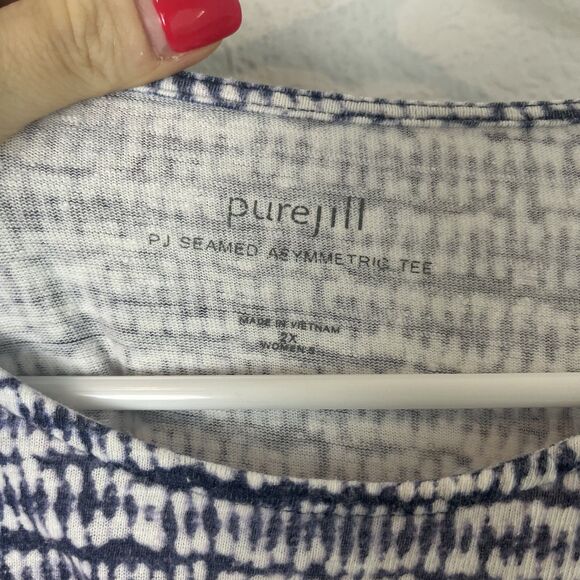 purejill
PJ SEAMED ASYMMETRIC TEE
MADE IN VIETNAM
2X
WOMEN'S